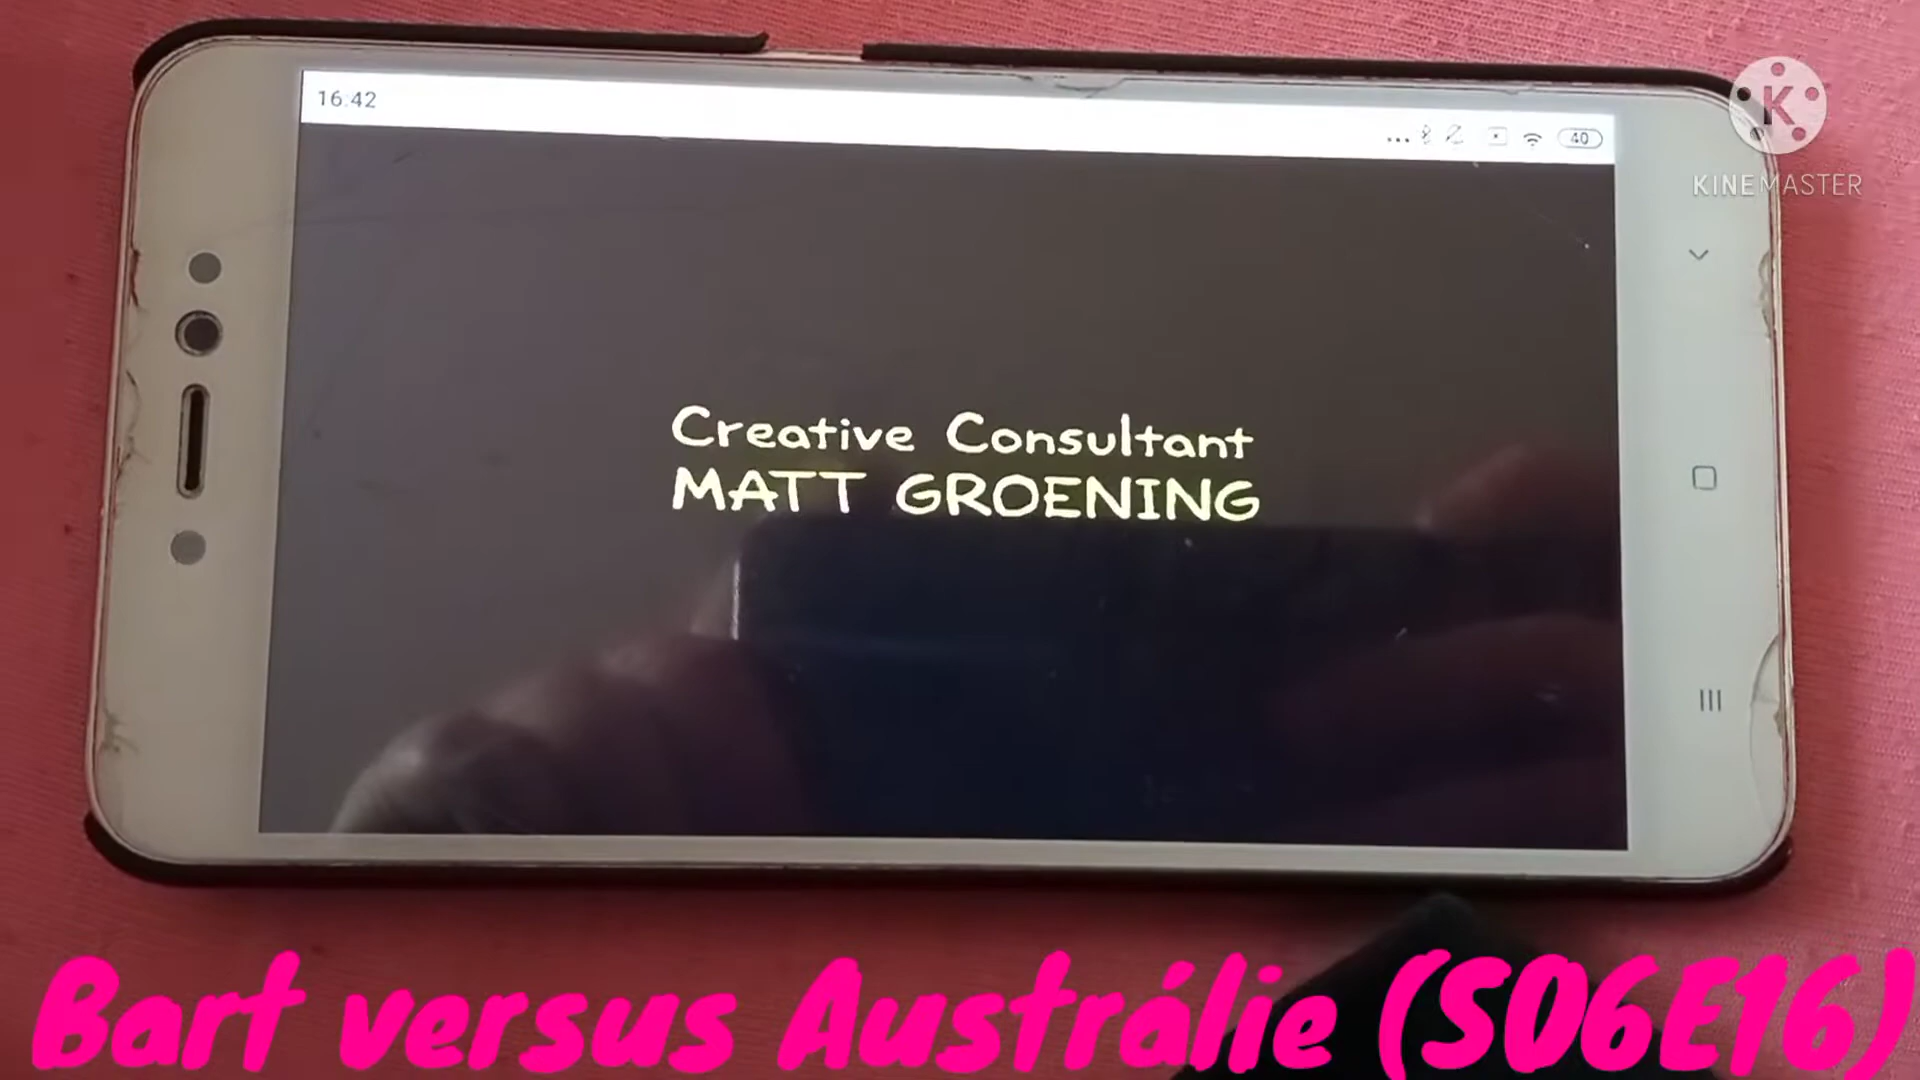 16:42
40
K
KINEMASTER
Creative Consultant
MATT GROENING
Bart versus Austrálie (S06E16)